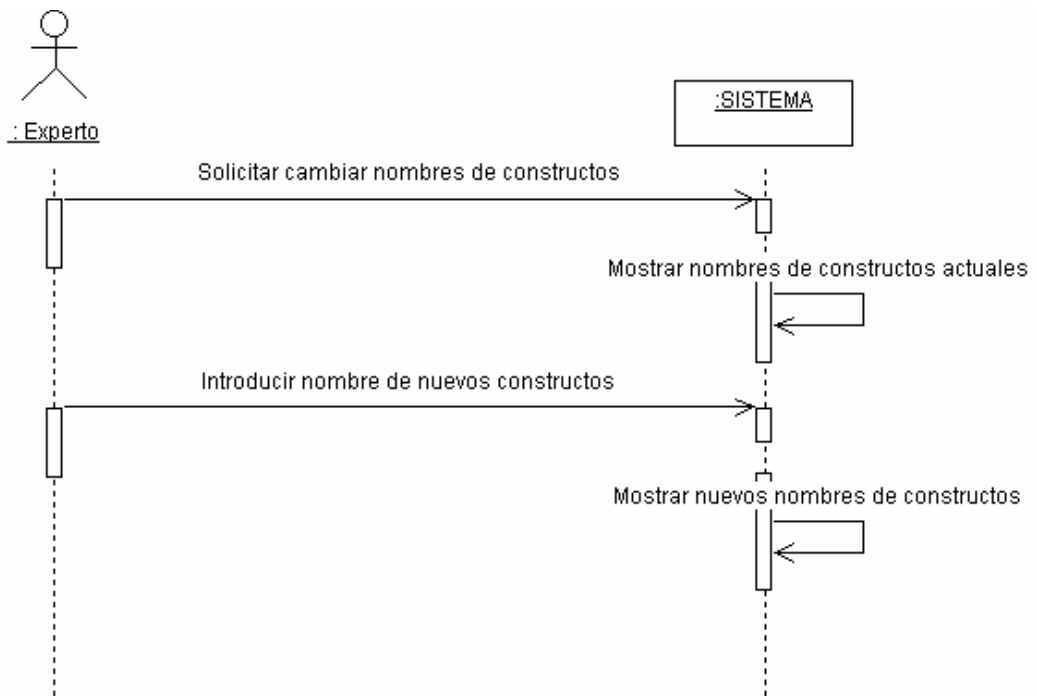 :SISTEMA
: Experto
Solicitar cambiar nombres de constructos
Mostrar nombres de constructos actuales
Introducir nombre de nuevos constructos
Mostrar nuevos nombres de constructos